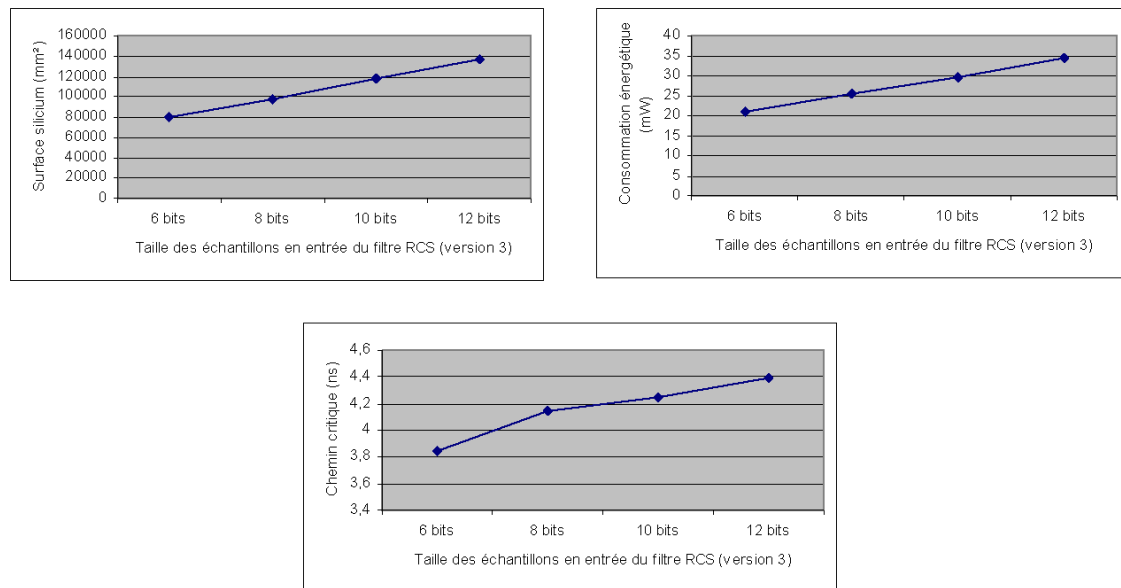 Surface silicium (mm²)
160000
140000
120000
100000
80000
60000
40000
20000
0
6 bits
8 bits
10 bits
12 bits
Taille des échantillons en entrée du filtre RCS (version 3)
Consommation énergétique
(mW)
40
35
30
25
20
15
10
5
0
6 bits
8 bits
10 bits
12 bits
Taille des échantillons en entrée du filtre RCS (version 3)
Chemin critique (ns)
4,6
4,4
4,2
4
3,8
3,6
3,4
6 bits
8 bits
10 bits
12 bits
Taille des échantillons en entrée du filtre RCS (version 3)